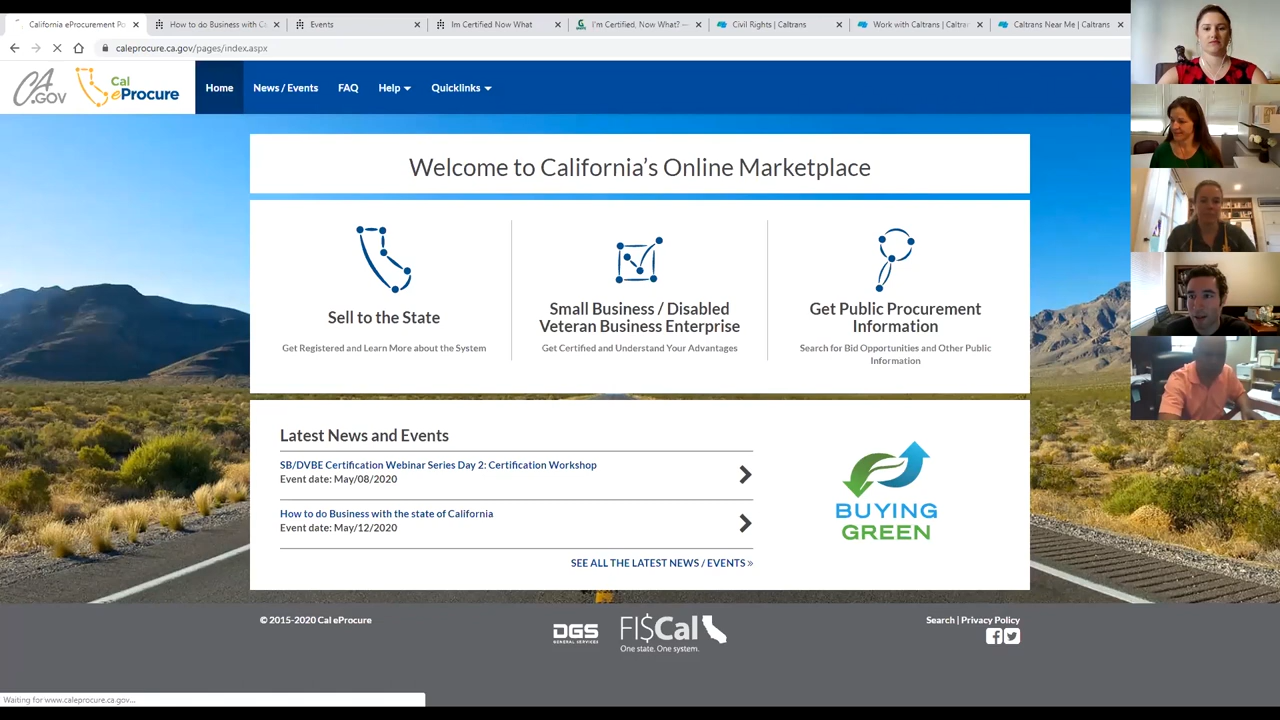 California eProcurement Po
How to do Business with Ca
Events
Im Certified Now What
I'm Certified, Now What? —
Civil Rights | Caltrans
Work with Caltrans | Caltran
Caltrans Near Me | Caltrans
caleprocure.ca.gov/pages/index.aspx
CA.GOV
Cal eProcure
Home
News / Events
FAQ
Help
Quicklinks
Welcome to California's Online Marketplace
Sell to the State
Get Registered and Learn More about the System
Small Business / Disabled
Veteran Business Enterprise
Get Certified and Understand Your Advantages
Get Public Procurement
Information
Search for Bid Opportunities and Other Public
Information
Latest News and Events
SB/DVBE Certification Webinar Series Day 2: Certification Workshop
Event date: May/08/2020
How to do Business with the state of California
Event date: May/12/2020
SEE ALL THE LATEST NEWS / EVENTS »
BUYING
GREEN
© 2015-2020 Cal eProcure
DGS
GENERAL SERVICES
FI$Cal
One state. One system.
Search | Privacy Policy
Waiting for www.caleprocure.ca.gov...